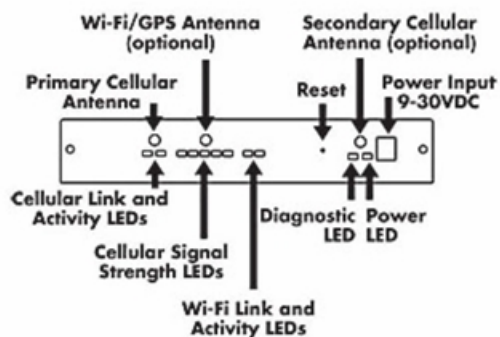 Wi-Fi/GPS Antenna
(optional)
Secondary Cellular
Antenna (optional)
Primary Cellular
Antenna
Reset
Power Input
9-30VDC
Cellular Link and
Activity LEDs
Diagnostic
LED
Power
LED
Cellular Signal
Strength LEDs
Wi-Fi Link and
Activity LEDs